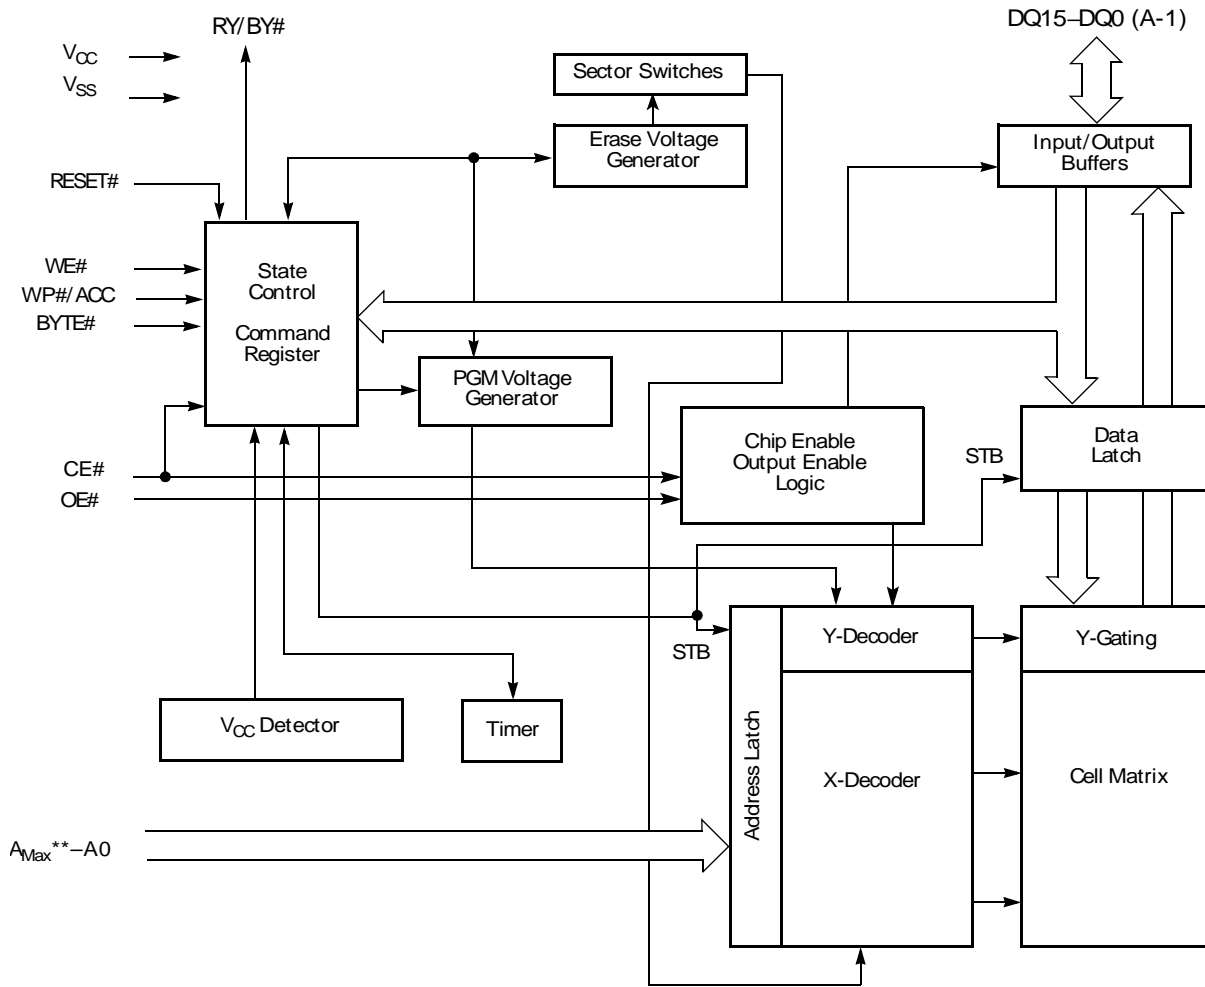 RY/BY#
DQ15–DQ0 (A-1)
VCC
VSS
Sector Switches
Erase Voltage
Generator
Input/Output
Buffers
RESET#
WE#
WP#/ACC
BYTE#
State
Control
Command
Register
PGM Voltage
Generator
CE#
OE#
Chip Enable
Output Enable
Logic
STB
Data
Latch
STB
Y-Decoder
Y-Gating
VCC Detector
Timer
Address Latch
X-Decoder
Cell Matrix
AMax**–A0